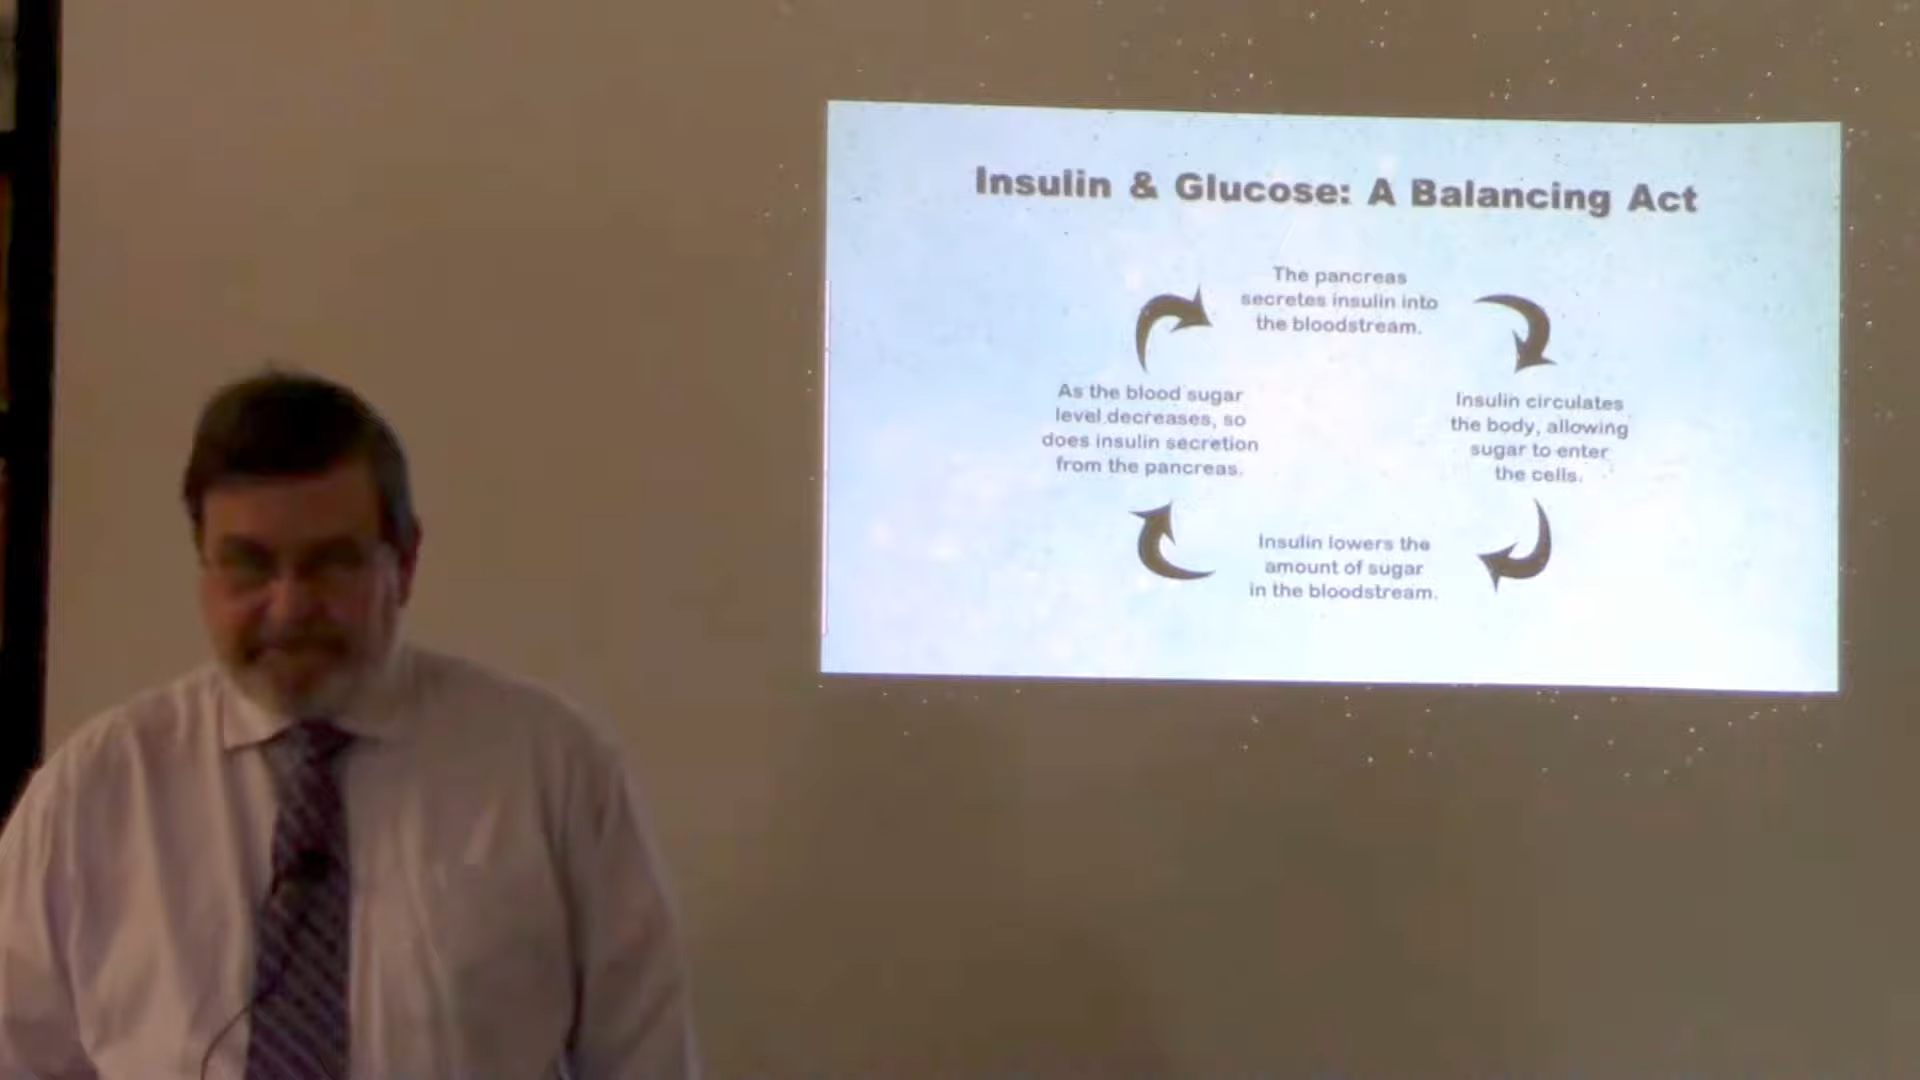 Insulin & Glucose: A Balancing Act
The pancreas
secretes insulin into
the bloodstream.
Insulin circulates
the body, allowing
sugar to enter
the cells.
Insulin lowers the
amount of sugar
in the bloodstream.
As the blood sugar
level decreases, so
does insulin secretion
from the pancreas.